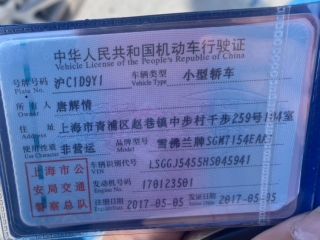 中华人民共和国机动车行驶证
Vehicle License of the People's Republic of China
号牌号码 沪C1D9Y1 车辆类型 小型轿车
Plate No. Vehicle Type
所有人 唐辉情
Owner
住址 上海市青浦区赵巷镇中步村千步259号1 4室
Address
使用性质 非营运 品牌型号 雪佛兰牌SGM7154EAA
Use Character Model
上海市公安局交通警察总队
车辆识别代号 LSGGJ5455HS045941
VIN
发动机号码 170123501
Engine No.
注册日期 2017-05-05 发证日期 2017-05-05
Register Date Issue Date